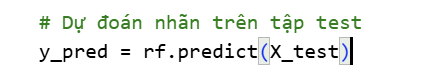 # Dự đoán nhãn trên tập test
y_pred = rf.predict(X_test)